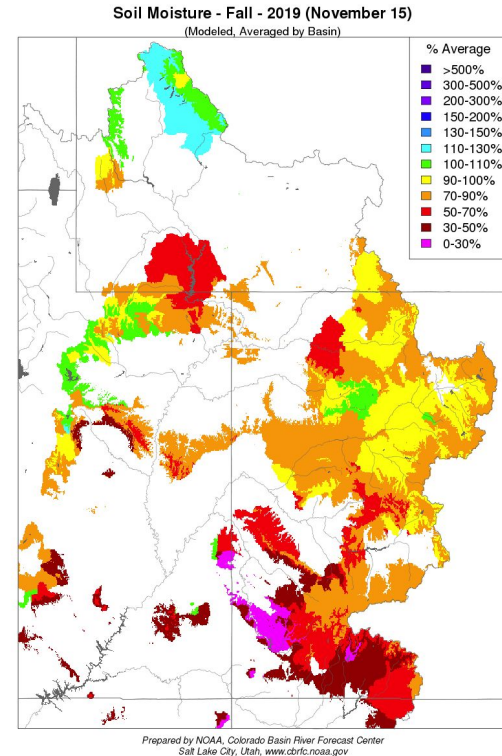 Soil Moisture - Fall - 2019 (November 15)
(Modeled, Averaged by Basin)
% Average
>500%
300-500%
200-300%
150-200%
130-150%
110-130%
100-110%
90-100%
70-90%
50-70%
30-50%
0-30%
Prepared by NOAA, Colorado Basin River Forecast Center
Salt Lake City, Utah, www.cbrfc.noaa.gov